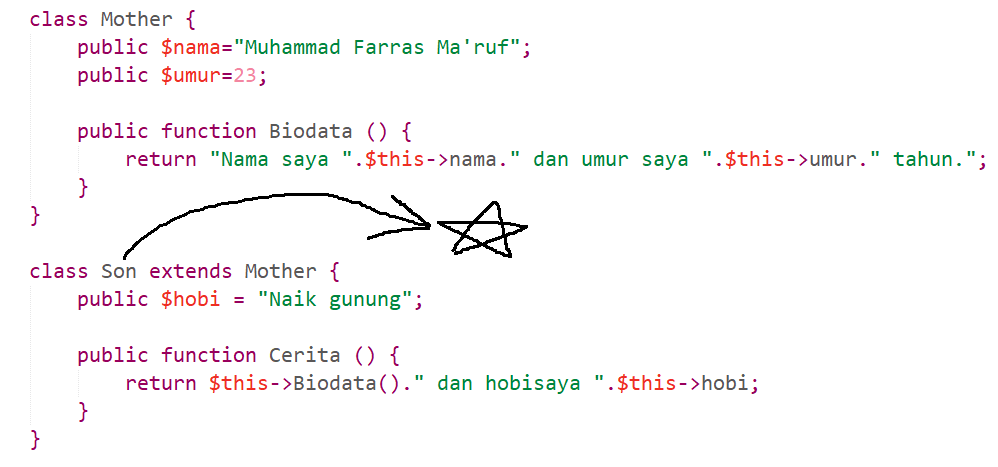 class Mother {
public $nama="Muhammad Farras Ma'ruf";
public $umur=23;
public function Biodata () {
return "Nama saya ".$this->nama." dan umur saya ".$this->umur." tahun.";
}
}
class Son extends Mother {
public $hobi = "Naik gunung";
public function Cerita () {
return $this->Biodata()." dan hobisaya ".$this->hobi;
}
}